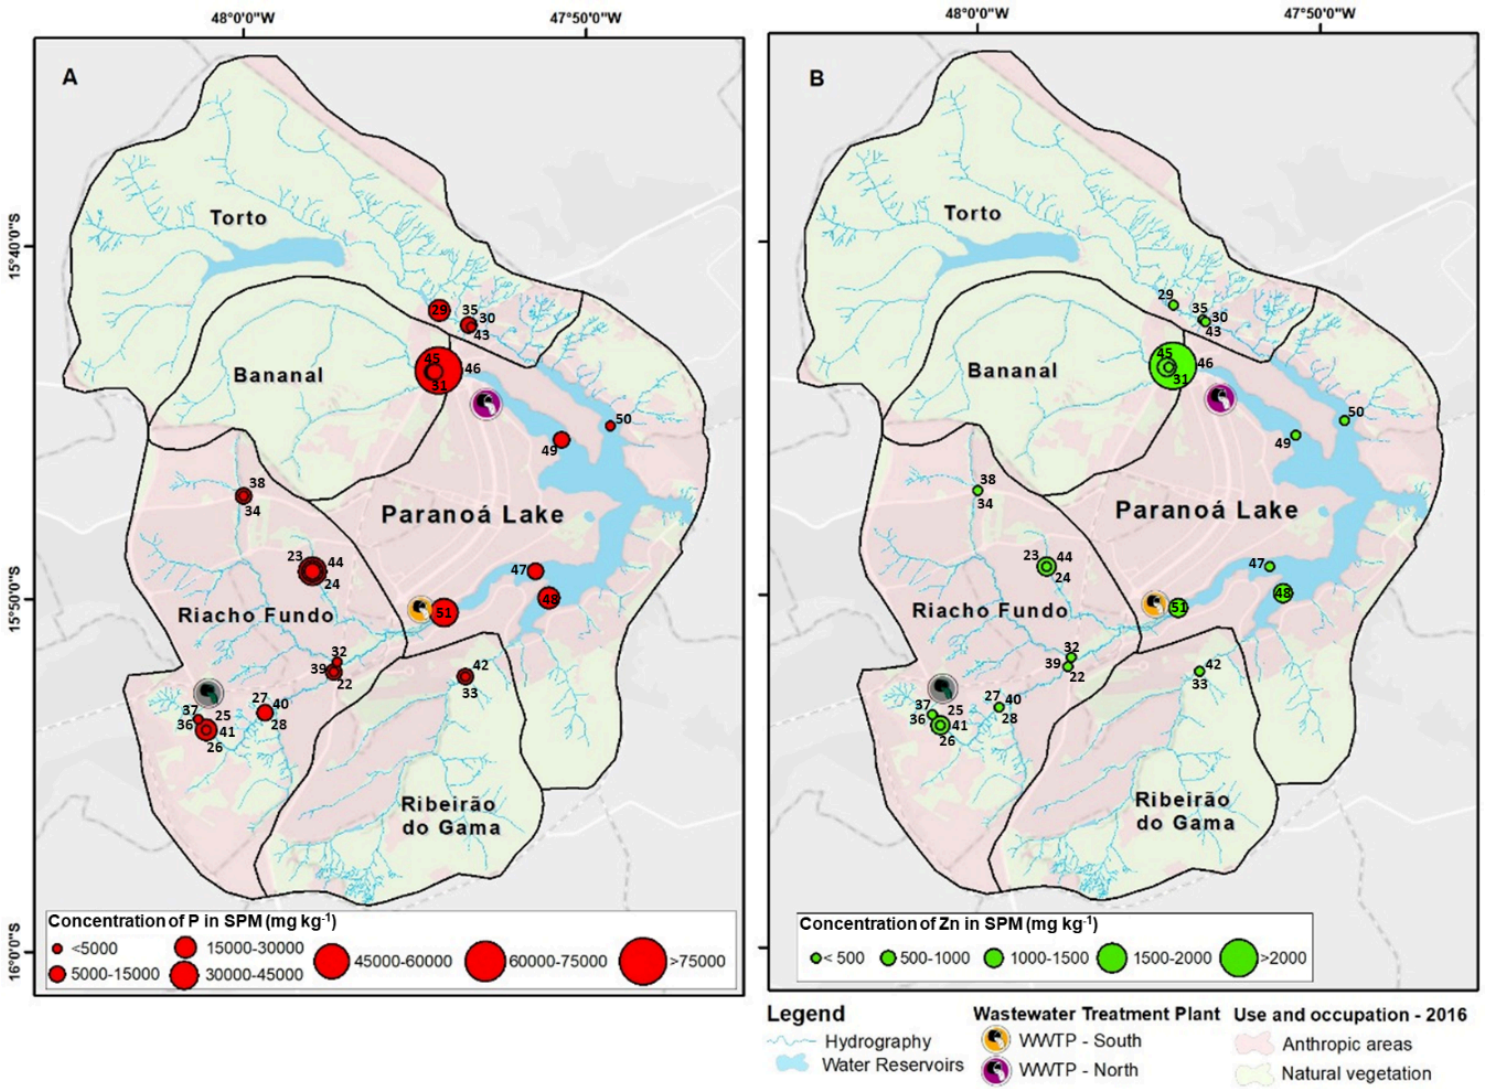 48°0'0"W
47°50'0"W
48°0'0"W
47°50'0"W
A
B
Torto
Torto
15°40'0"S
29
35
30
43
29
35
30
43
45
46
31
45
46
31
Bananal
Bananal
50
49
50
49
38
34
38
34
Paranoá Lake
Paranoá Lake
23
44
24
23
44
24
47
48
51
47
48
51
15°50'0"S
Riacho Fundo
Riacho Fundo
32
39
22
32
39
22
42
33
42
33
27
40
28
27
40
28
37
25
36
41
26
37
25
36
41
26
Ribeirão
do Gama
Ribeirão
do Gama
16°0'0"S
Concentration of P in SPM (mg kg-1)
<5000
15000-30000
45000-60000
60000-75000
>75000
5000-15000
30000-45000
Concentration of Zn in SPM (mg kg-1)
< 500
500-1000
1000-1500
1500-2000
>2000
Legend
Hydrography
Water Reservoirs
Wastewater Treatment Plant
WWTP - South
WWTP - North
Use and occupation - 2016
Anthropic areas
Natural vegetation